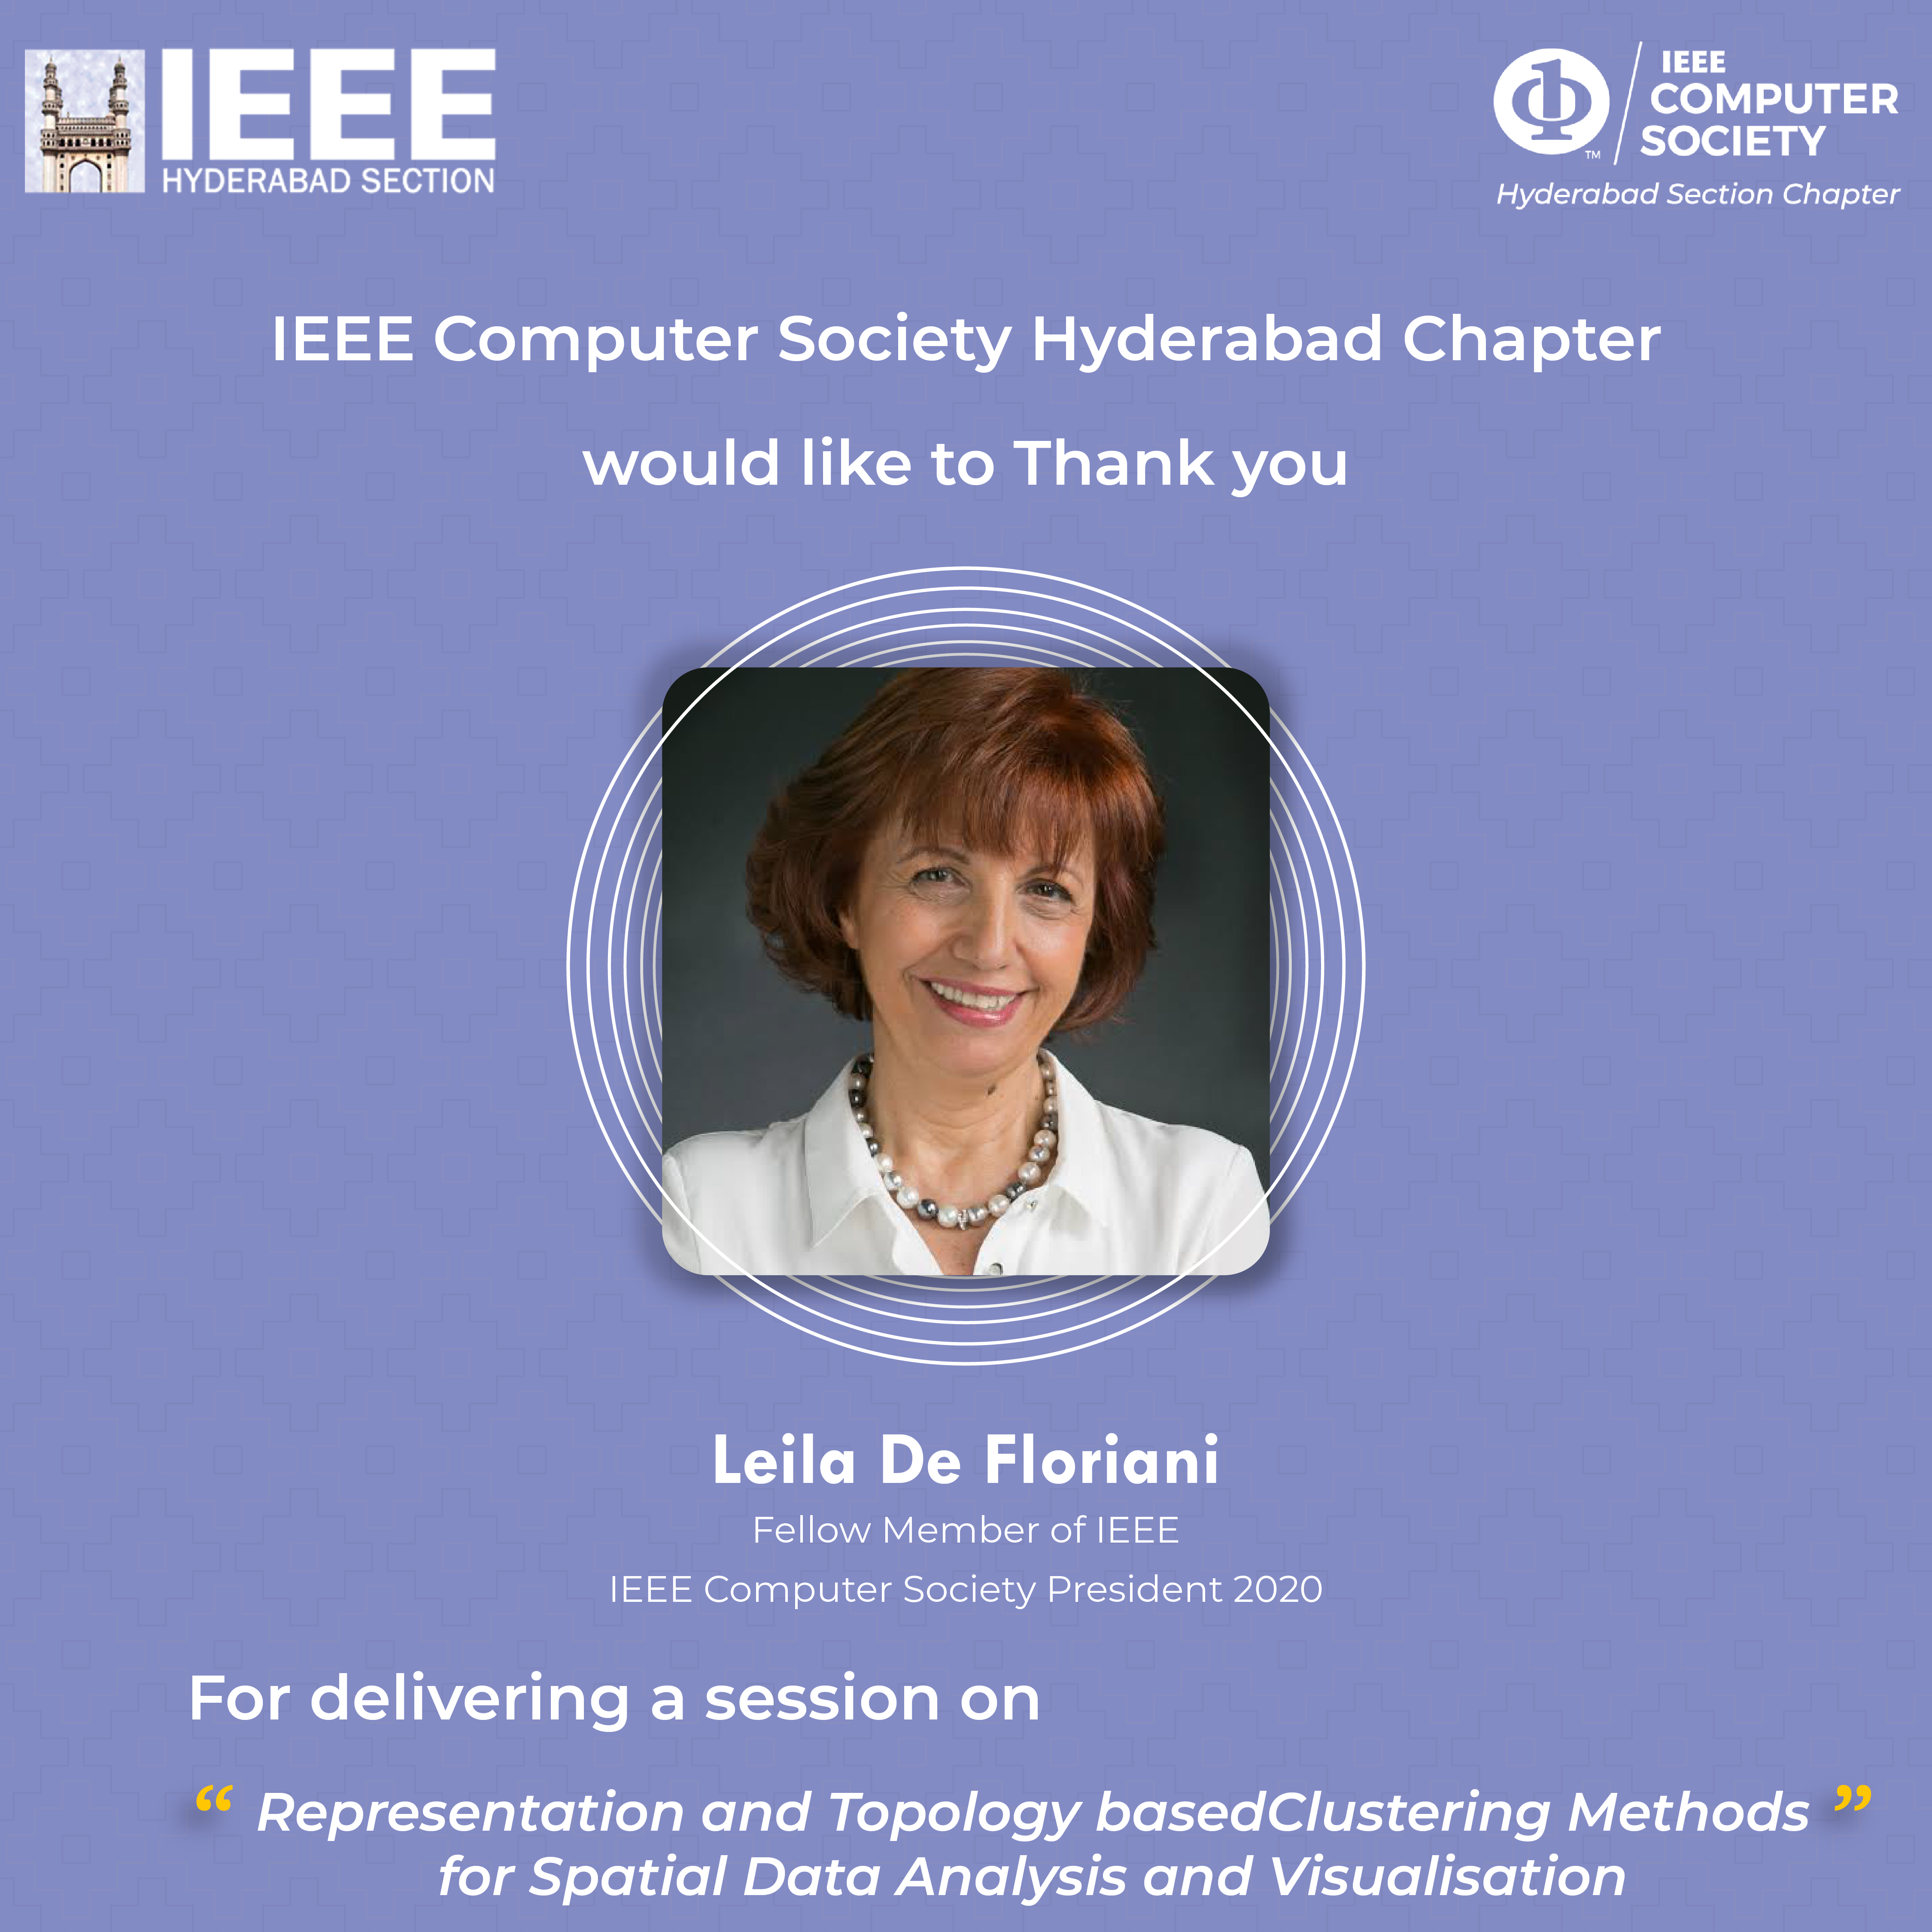 IEEE
HYDERABAD SECTION
IEEE
COMPUTER
SOCIETY
TM
Hyderabad Section Chapter
IEEE Computer Society Hyderabad Chapter
would like to Thank you
Leila De Floriani
Fellow Member of IEEE
IEEE Computer Society President 2020
For delivering a session on
“ Representation and Topology basedClustering Methods ”
for Spatial Data Analysis and Visualisation